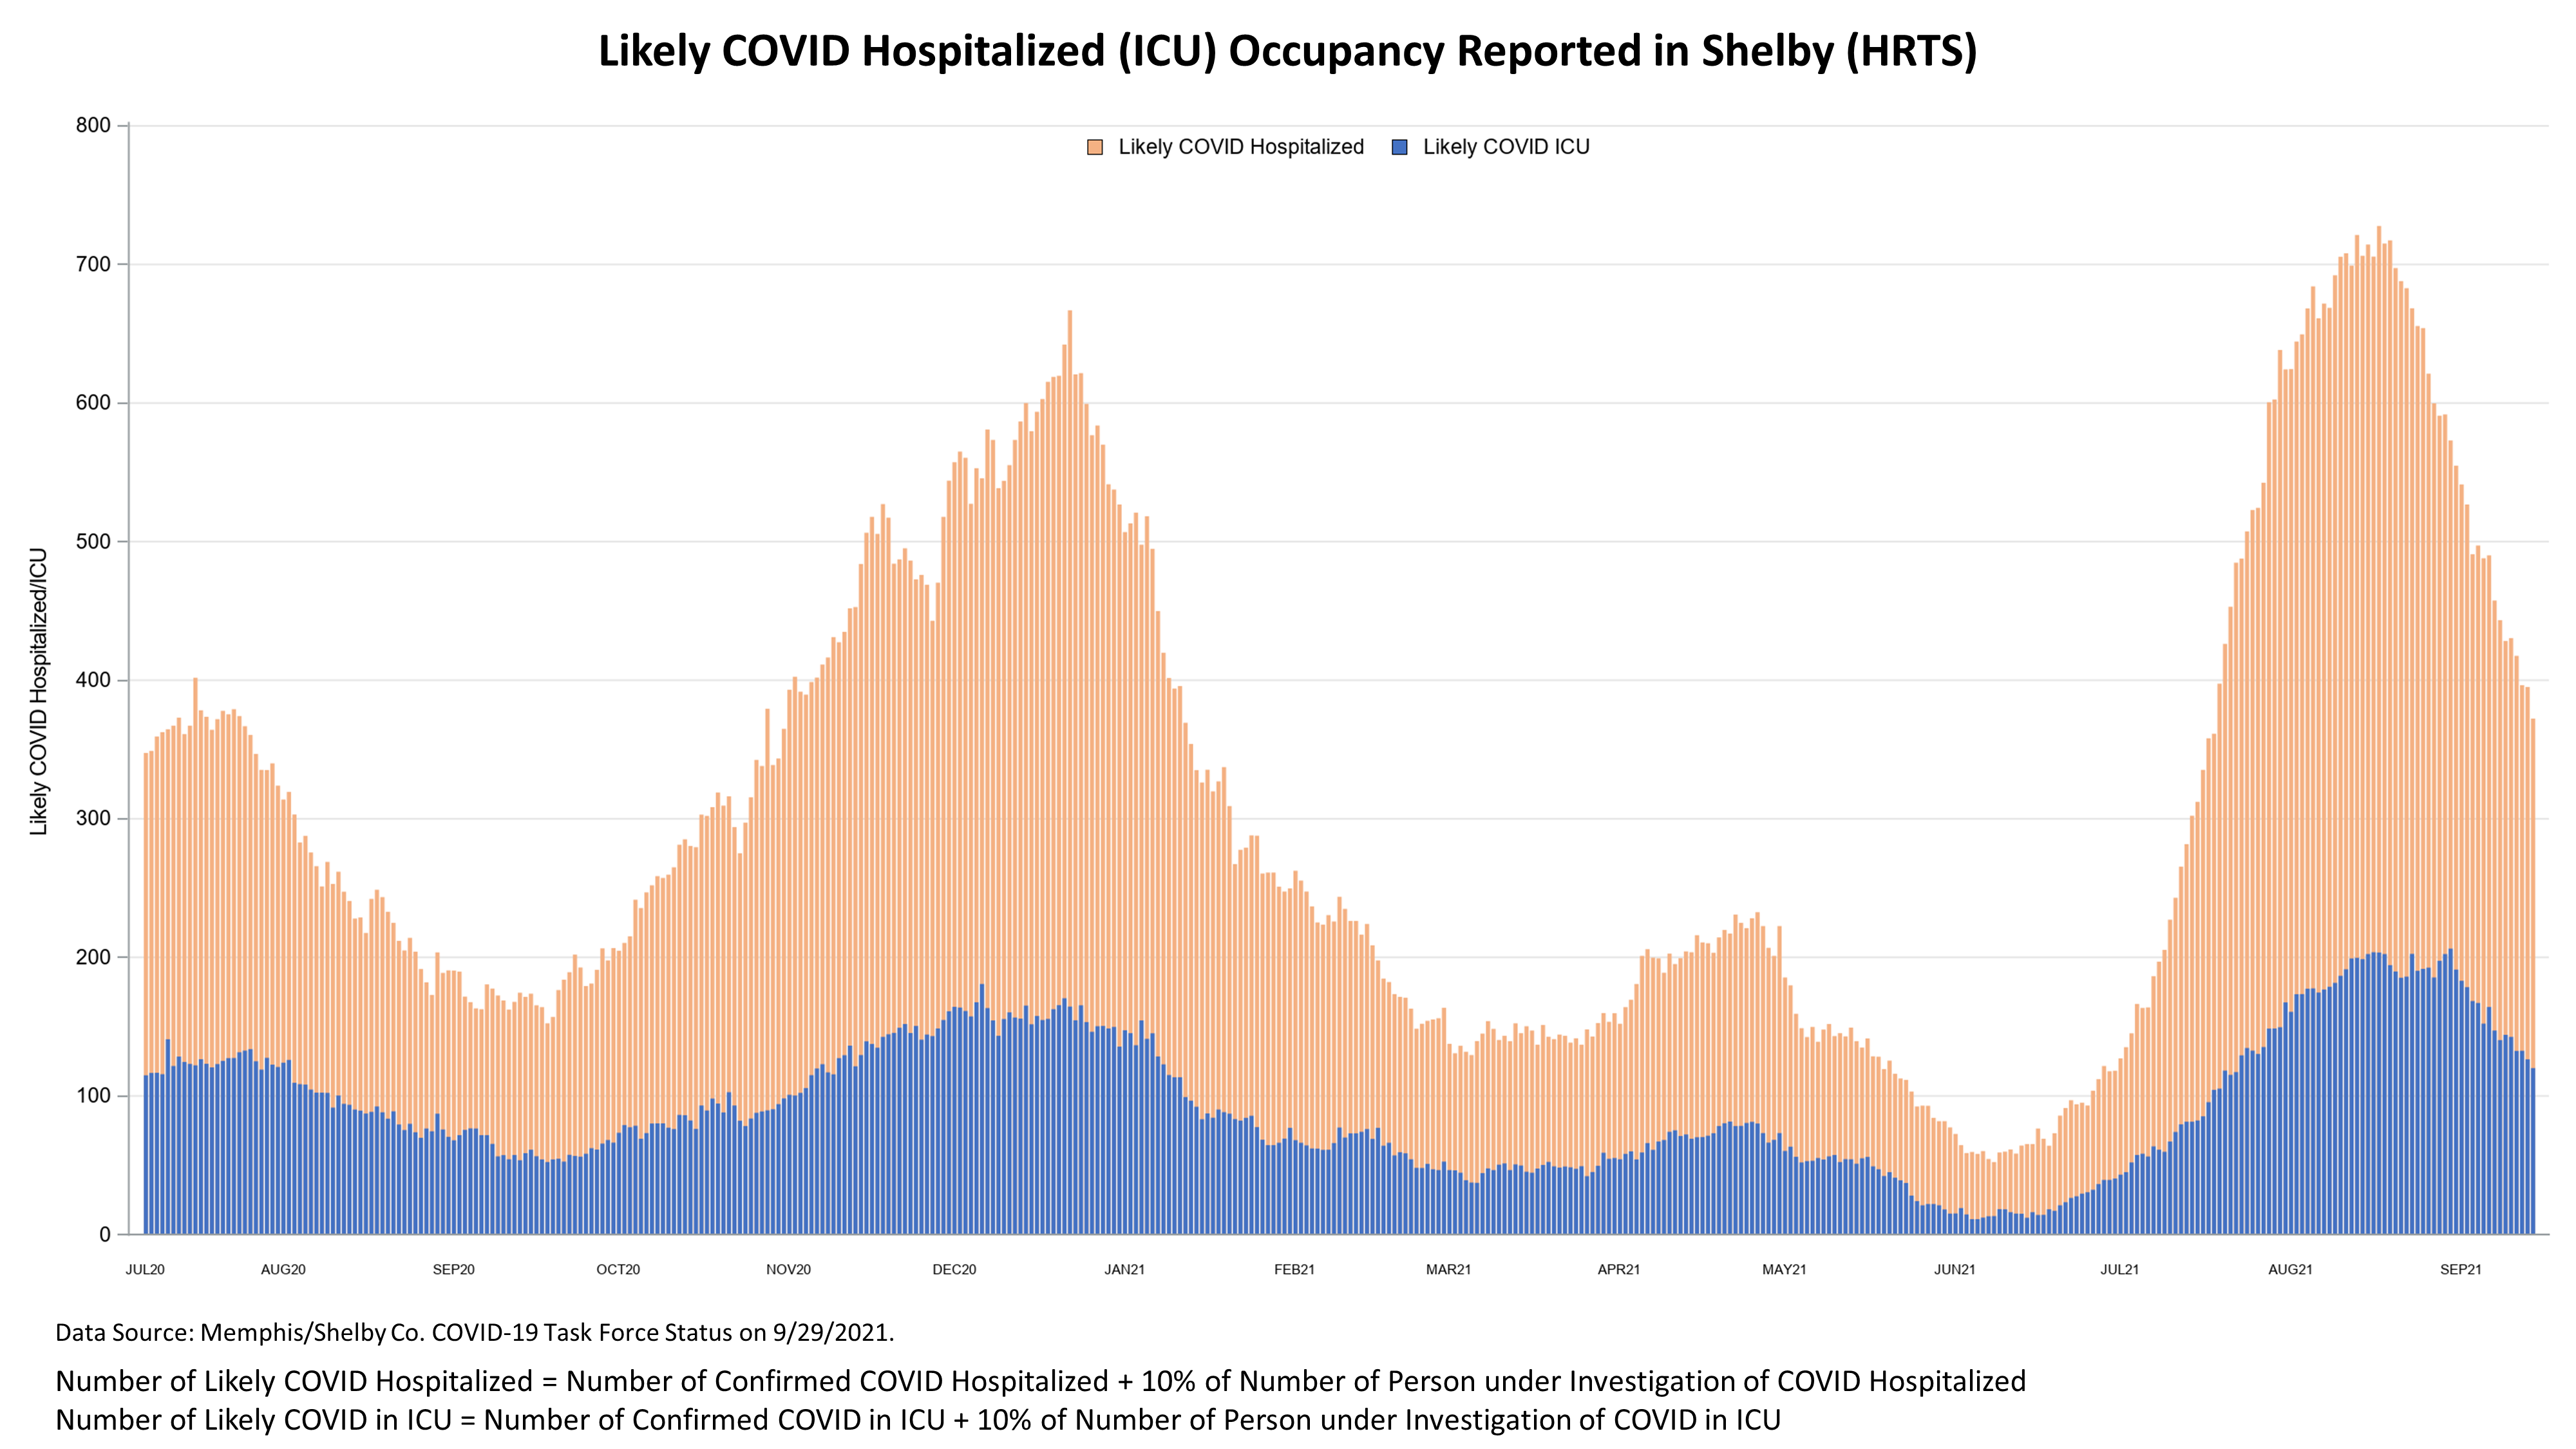 Likely COVID Hospitalized (ICU) Occupancy Reported in Shelby (HRTS)
Likely COVID Hospitalized
Likely COVID ICU
Likely COVID Hospitalized/ICU
800
700
600
500
400
300
200
100
0
JUL20 AUG20 SEP20 OCT20 NOV20 DEC20 JAN21 FEB21 MAR21 APR21 MAY21 JUN21 JUL21 AUG21 SEP21
Data Source: Memphis/Shelby Co. COVID-19 Task Force Status on 9/29/2021.
Number of Likely COVID Hospitalized = Number of Confirmed COVID Hospitalized + 10% of Number of Person under Investigation of COVID Hospitalized
Number of Likely COVID in ICU = Number of Confirmed COVID in ICU + 10% of Number of Person under Investigation of COVID in ICU